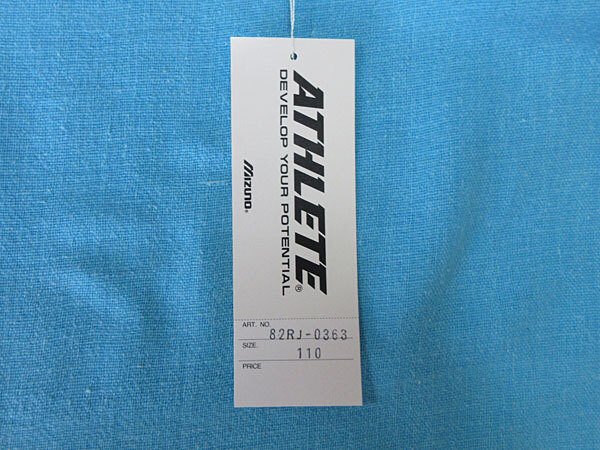 ATHLETE®
DEVELOP YOUR POTENTIAL
MIZUNO®
ART. NO. 82RJ-0363
SIZE. 110
PRICE